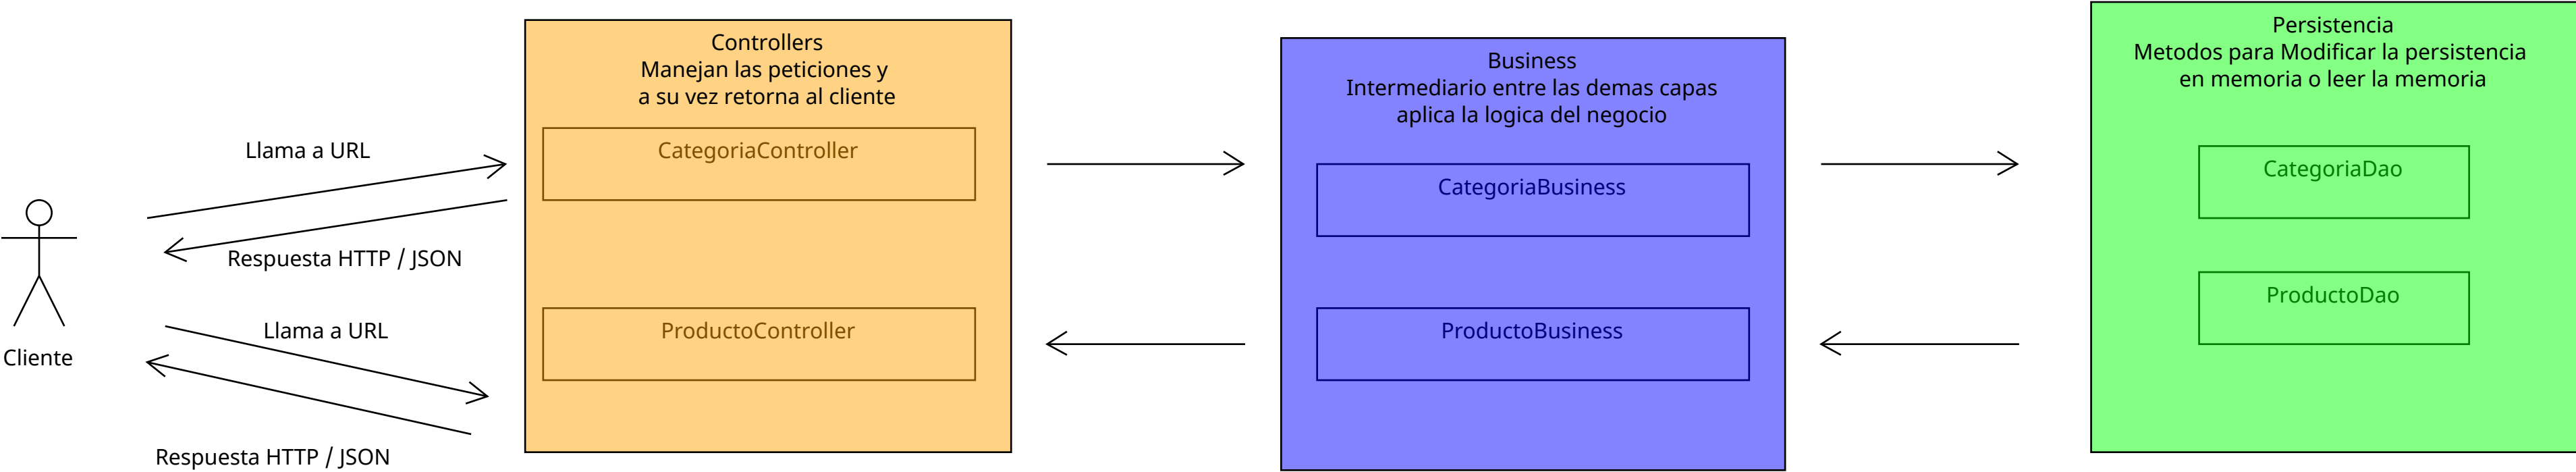 Llama a URL
Respuesta HTTP / JSON
Cliente
Llama a URL
Respuesta HTTP / JSON
Controllers
Manejan las peticiones y
a su vez retorna al cliente
CategoriaController
ProductoController
Business
Intermediario entre las demas capas
aplica la logica del negocio
CategoriaBusiness
ProductoBusiness
Persistencia
Metodos para Modificar la persistencia
en memoria o leer la memoria
CategoriaDao
ProductoDao